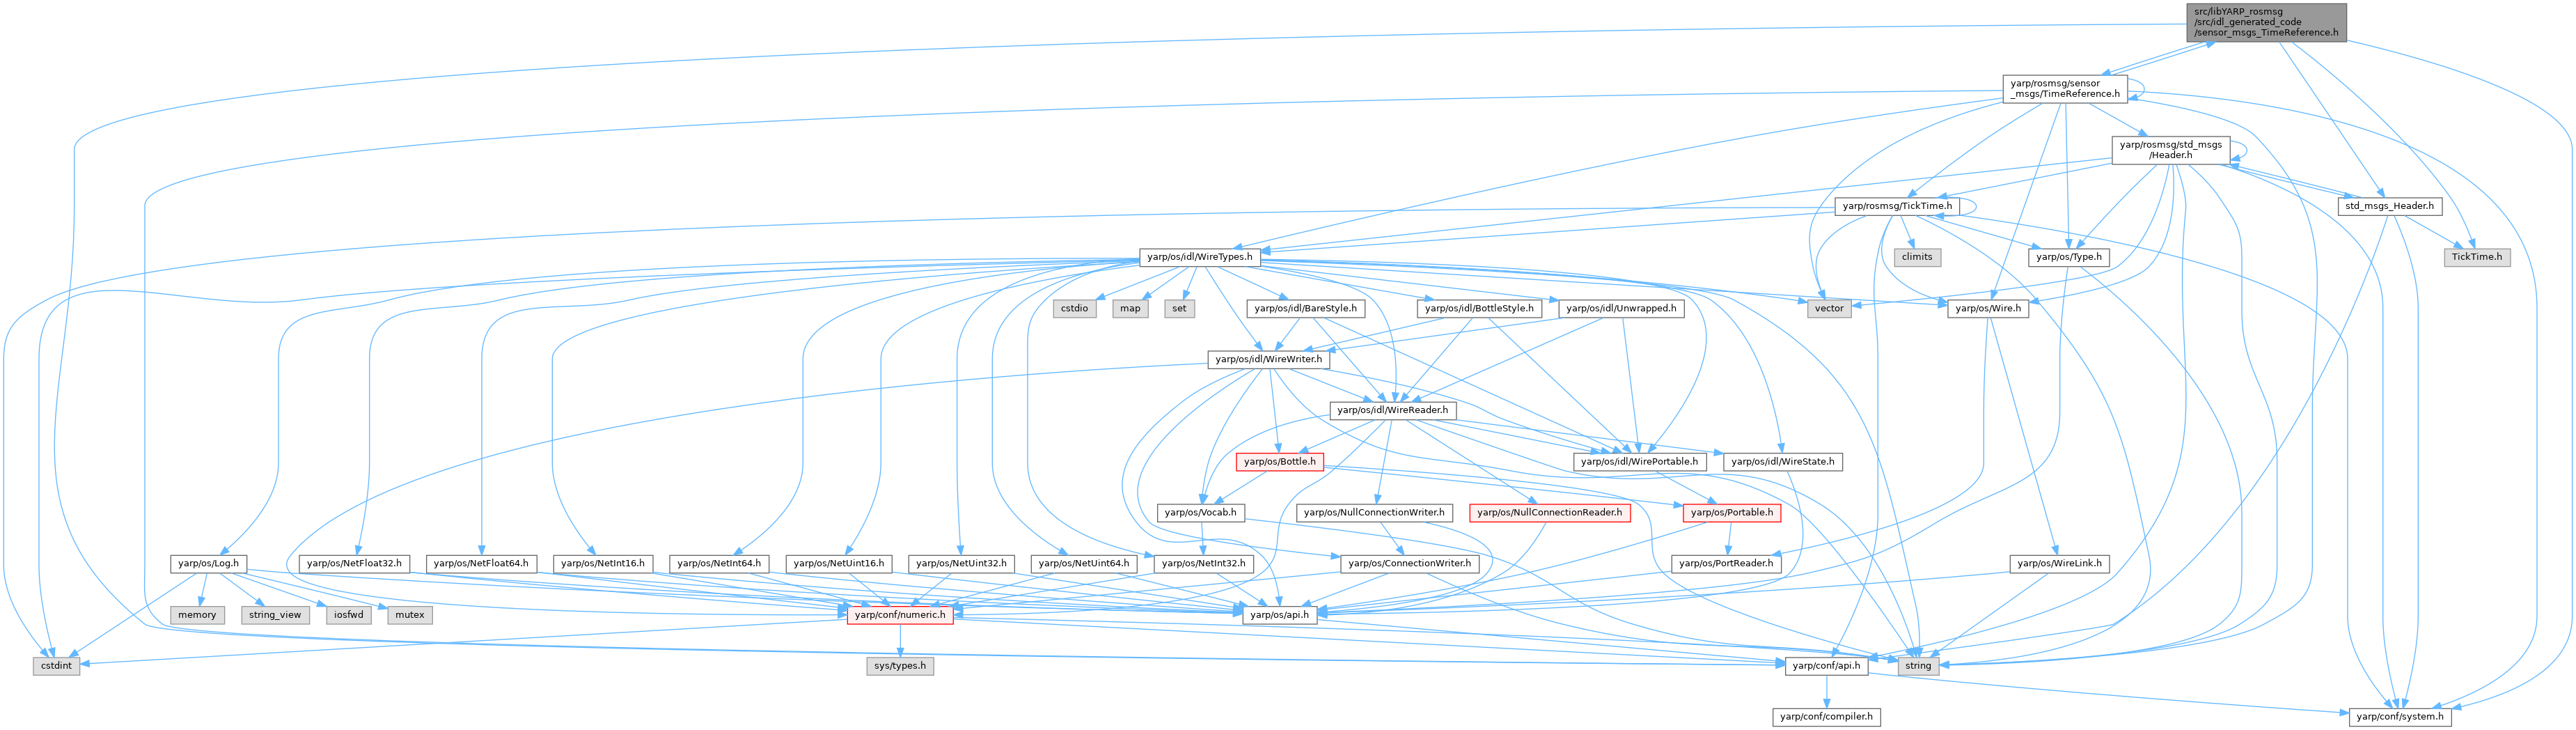 src/libYARP_rosmsg
/src/idl_generated_code
/sensor_msgs_TimeReference.h
yarp/rosmsg/sensor
_msgs/TimeReference.h
yarp/rosmsg/std_msgs
/Header.h
yarp/rosmsg/TickTime.h
std_msgs_Header.h
yarp/os/idl/WireTypes.h
climits
yarp/os/Type.h
TickTime.h
cstdio
map
set
yarp/os/idl/BareStyle.h
yarp/os/idl/BottleStyle.h
yarp/os/idl/Unwrapped.h
vector
yarp/os/Wire.h
yarp/os/idl/WireWriter.h
yarp/os/idl/WireReader.h
yarp/os/Bottle.h
yarp/os/idl/WirePortable.h
yarp/os/idl/WireState.h
yarp/os/Vocab.h
yarp/os/NullConnectionWriter.h
yarp/os/NullConnectionReader.h
yarp/os/Portable.h
yarp/os/Log.h
yarp/os/NetFloat32.h
yarp/os/NetFloat64.h
yarp/os/NetInt16.h
yarp/os/NetInt64.h
yarp/os/NetUint16.h
yarp/os/NetUint32.h
yarp/os/NetUint64.h
yarp/os/NetInt32.h
yarp/os/ConnectionWriter.h
yarp/os/PortReader.h
yarp/os/WireLink.h
memory
string_view
iosfwd
mutex
yarp/conf/numeric.h
yarp/os/api.h
cstdint
sys/types.h
yarp/conf/api.h
string
yarp/conf/compiler.h
yarp/conf/system.h